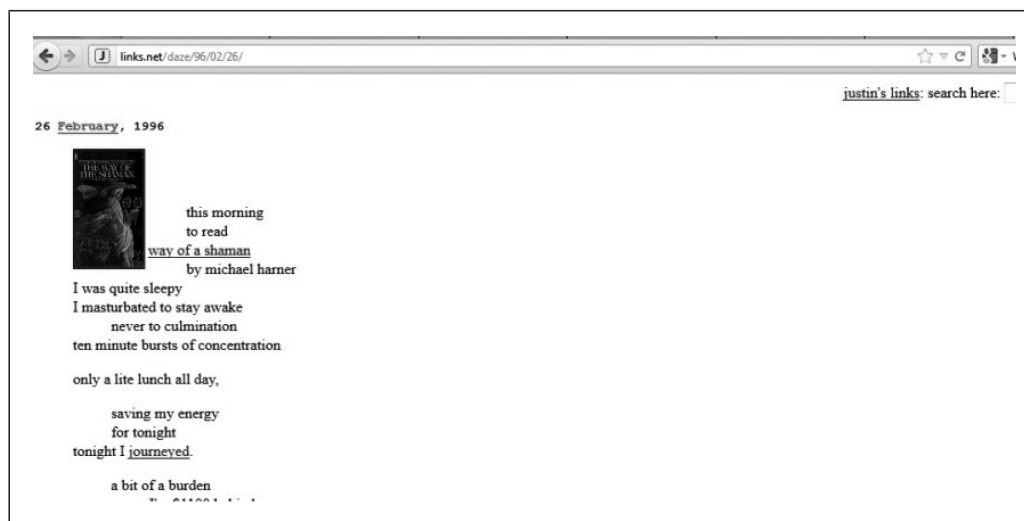 links.net/daze/96/02/26/
justin's links: search here:
26 February, 1996
THE WAY OF
THE SHAMAN
this morning
to read
way of a shaman
by michael harner
I was quite sleepy
I masturbated to stay awake
never to culmination
ten minute bursts of concentration
only a lite lunch all day,
saving my energy
for tonight
tonight I journeyed.
a bit of a burden